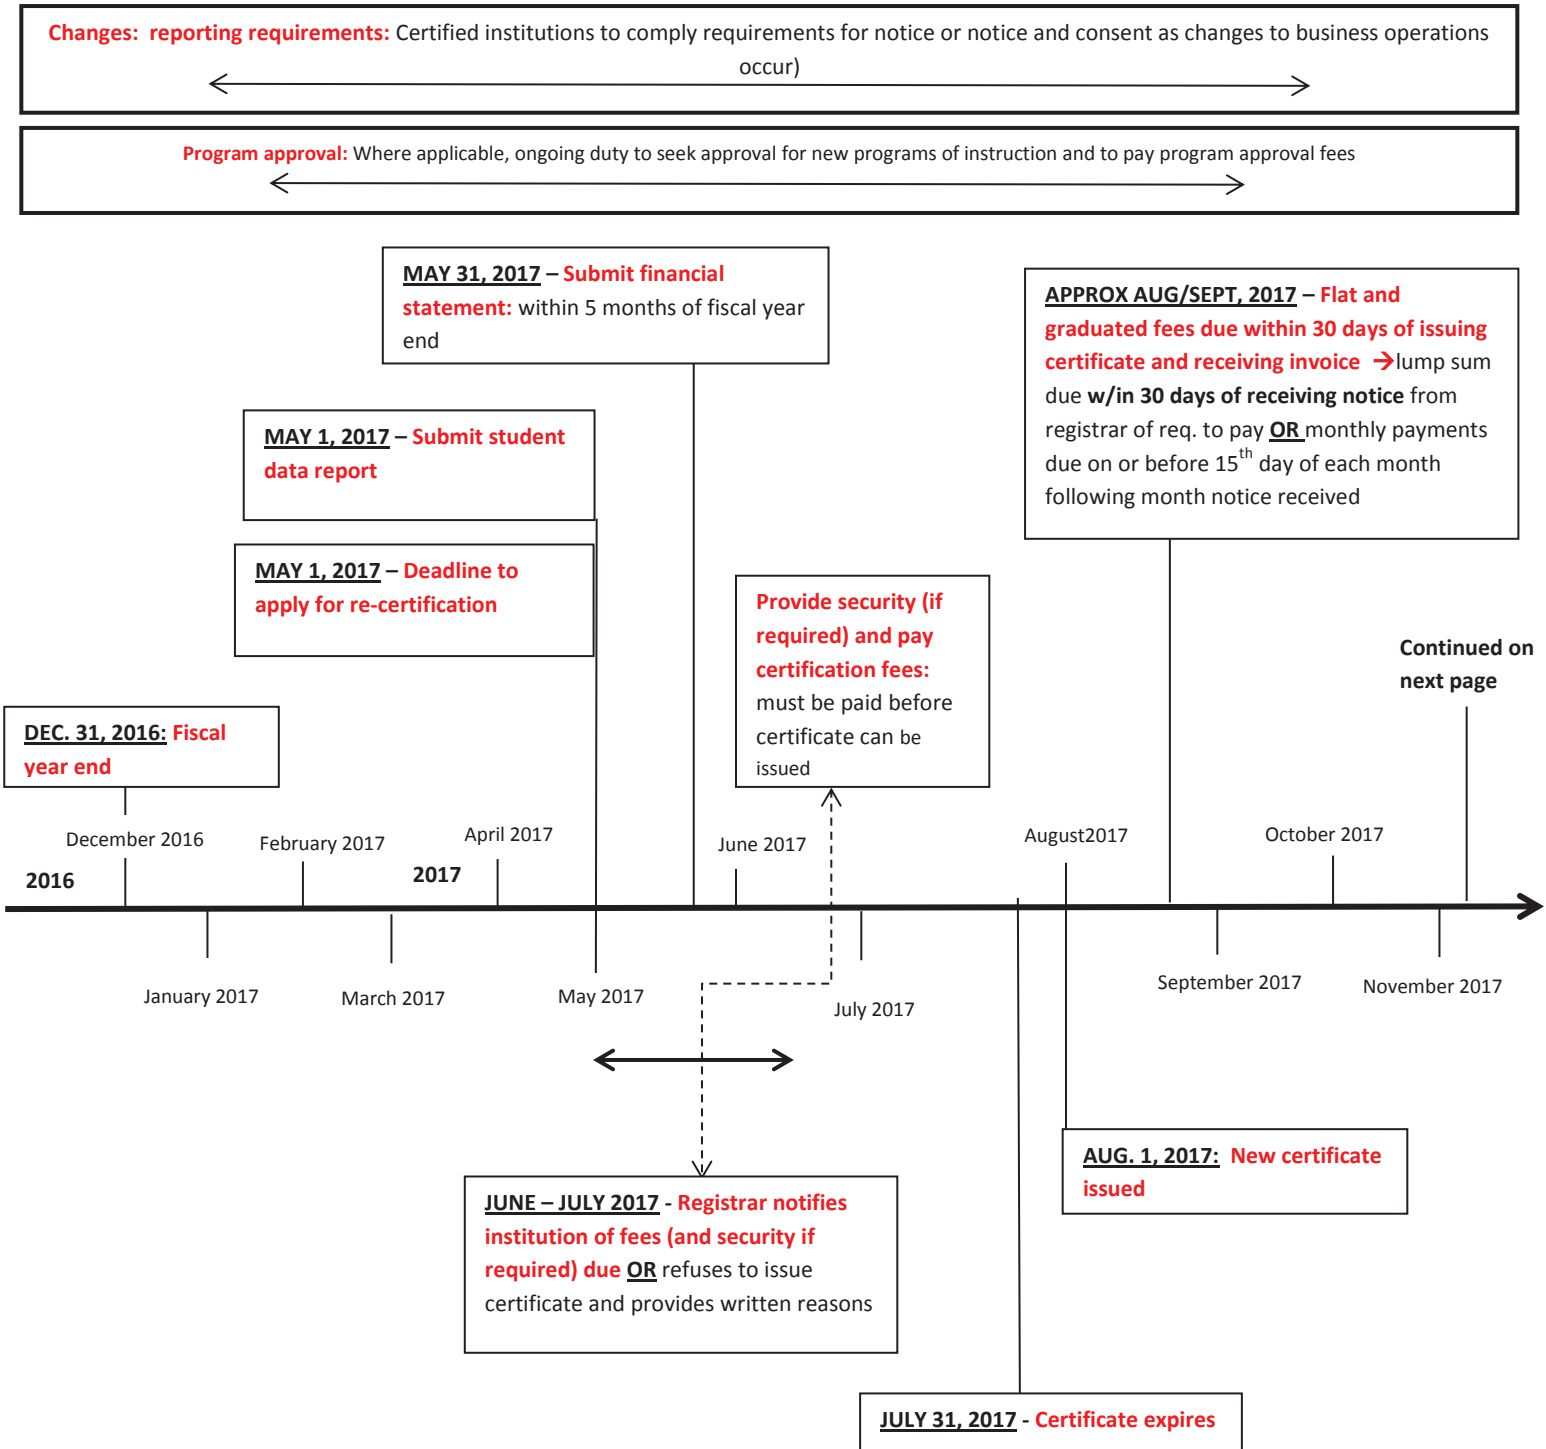 Changes:  reporting requirements: Certified institutions to comply requirements for notice or notice and consent as changes to business operations
occur)
Program approval: Where applicable, ongoing duty to seek approval for new programs of instruction and to pay program approval fees
MAY 31, 2017 – Submit financial
statement: within 5 months of fiscal year
end
APPROX AUG/SEPT, 2017 – Flat and
graduated fees due within 30 days of issuing
certificate and receiving invoice → lump sum
due w/in 30 days of receiving notice from
registrar of req. to pay OR monthly payments
due on or before 15th day of each month
following month notice received
MAY 1, 2017 – Submit student
data report
MAY 1, 2017 – Deadline to
apply for re-certification
Provide security (if
required) and pay
certification fees:
must be paid before
certificate can be
issued
Continued on
next page
DEC. 31, 2016: Fiscal
year end
December 2016
February 2017
April 2017
June 2017
August2017
October 2017
2016
2017
January 2017
March 2017
May 2017
July 2017
September 2017
November 2017
AUG. 1, 2017:  New certificate
issued
JUNE – JULY 2017 - Registrar notifies
institution of fees (and security if
required) due OR refuses to issue
certificate and provides written reasons
JULY 31, 2017 - Certificate expires